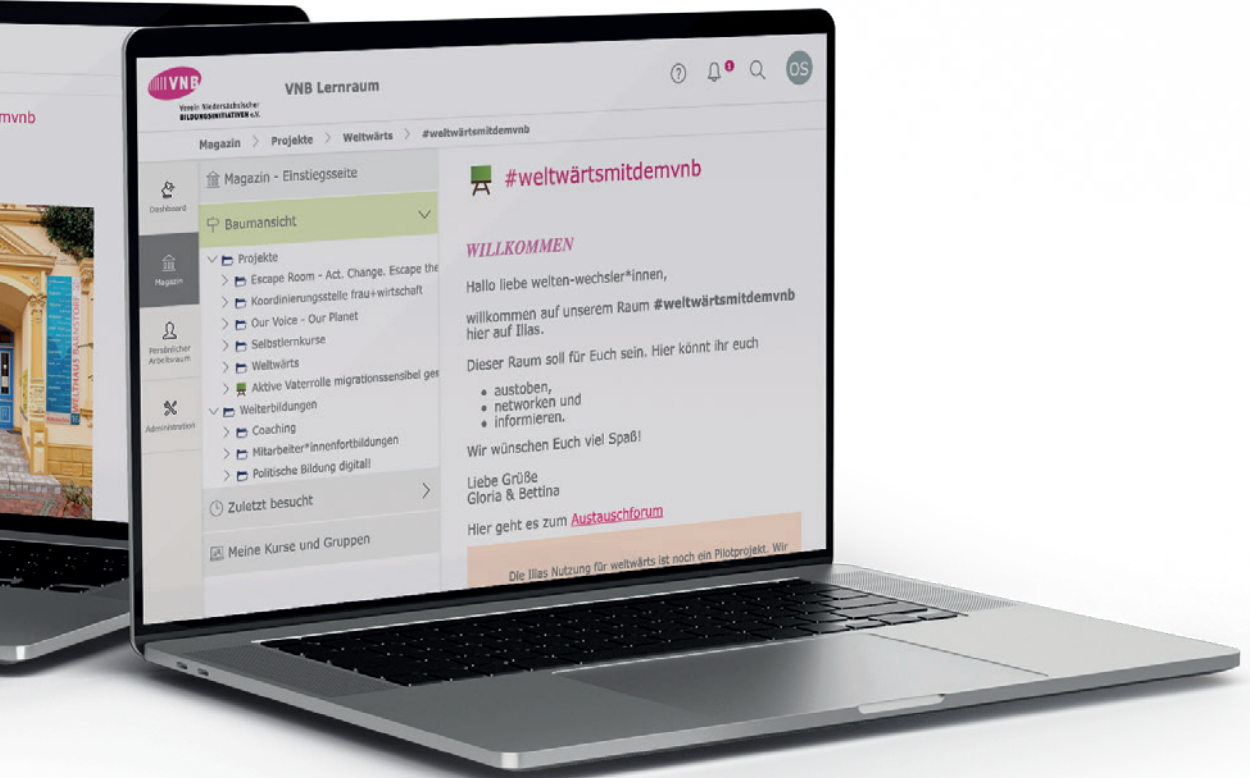 mvnb
WELTHAUS BARNSTORF
VNB
Verein Niedersächsischer
BILDUNGSINITIATIVEN e.V.
VNB Lernraum
1
OS
Magazin > Projekte > Weltwärts > #weltwärtsmitdemvnb
Dashboard
Magazin
Persönlicher
Arbeitsraum
Administration
Magazin - Einstiegsseite
Baumansicht
Projekte
Escape Room - Act. Change. Escape the
Koordinierungsstelle frau+wirtschaft
Our Voice - Our Planet
Selbstlernkurse
Weltwärts
Aktive Vaterrolle migrationssensibel ges
Weiterbildungen
Coaching
Mitarbeiter*innenfortbildungen
Politische Bildung digital!
Zuletzt besucht
Meine Kurse und Gruppen
#weltwärtsmitdemvnb
WILLKOMMEN
Hallo liebe welten-wechsler*innen,
willkommen auf unserem Raum #weltwärtsmitdemvnb
hier auf Ilias.
Dieser Raum soll für Euch sein. Hier könnt ihr euch
• austoben,
• networken und
• informieren.
Wir wünschen Euch viel Spaß!
Liebe Grüße
Gloria & Bettina
Hier geht es zum Austauschforum
Die Ilias Nutzung für weltwärts ist noch ein Pilotprojekt. Wir